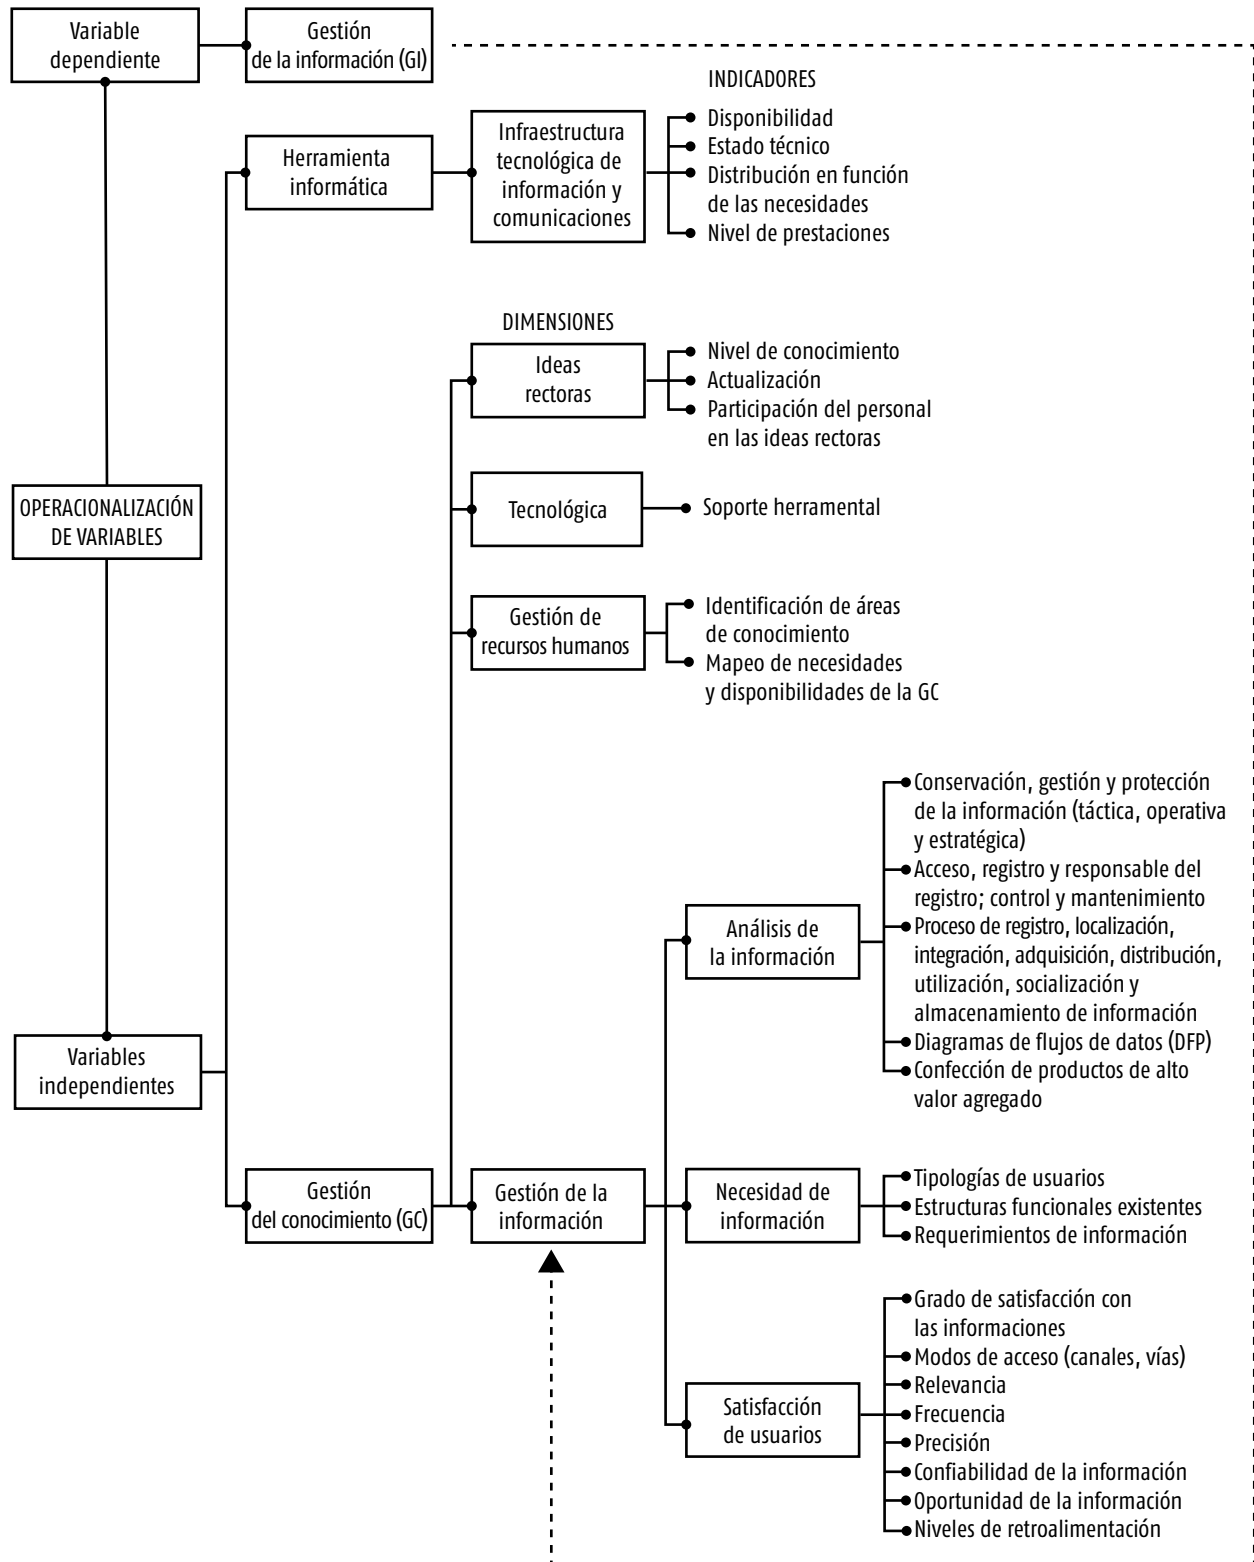 Variable
dependiente
Gestión
de la información (GI)
INDICADORES
Herramienta
informática
Infraestructura
tecnológica de
información y
comunicaciones
Disponibilidad
Estado técnico
Distribución en función
de las necesidades
Nivel de prestaciones
DIMENSIONES
Ideas
rectoras
Nivel de conocimiento
Actualización
Participación del personal
en las ideas rectoras
OPERACIONALIZACIÓN
DE VARIABLES
Tecnológica
Soporte herramental
Gestión de
recursos humanos
Identificación de áreas
de conocimiento
Mapeo de necesidades
y disponibilidades de la GC
Análisis de
la información
Conservación, gestión y protección
de la información (táctica, operativa
y estratégica)
Acceso, registro y responsable del
registro; control y mantenimiento
Proceso de registro, localización,
integración, adquisición, distribución,
utilización, socialización y
almacenamiento de información
Diagramas de flujos de datos (DFP)
Confección de productos de alto
valor agregado
Variables
independientes
Gestión
del conocimiento (GC)
Gestión de la
información
Necesidad de
información
Tipologías de usuarios
Estructuras funcionales existentes
Requerimientos de información
Satisfacción
de usuarios
Grado de satisfacción con
las informaciones
Modos de acceso (canales, vías)
Relevancia
Frecuencia
Precisión
Confiabilidad de la información
Oportunidad de la información
Niveles de retroalimentación